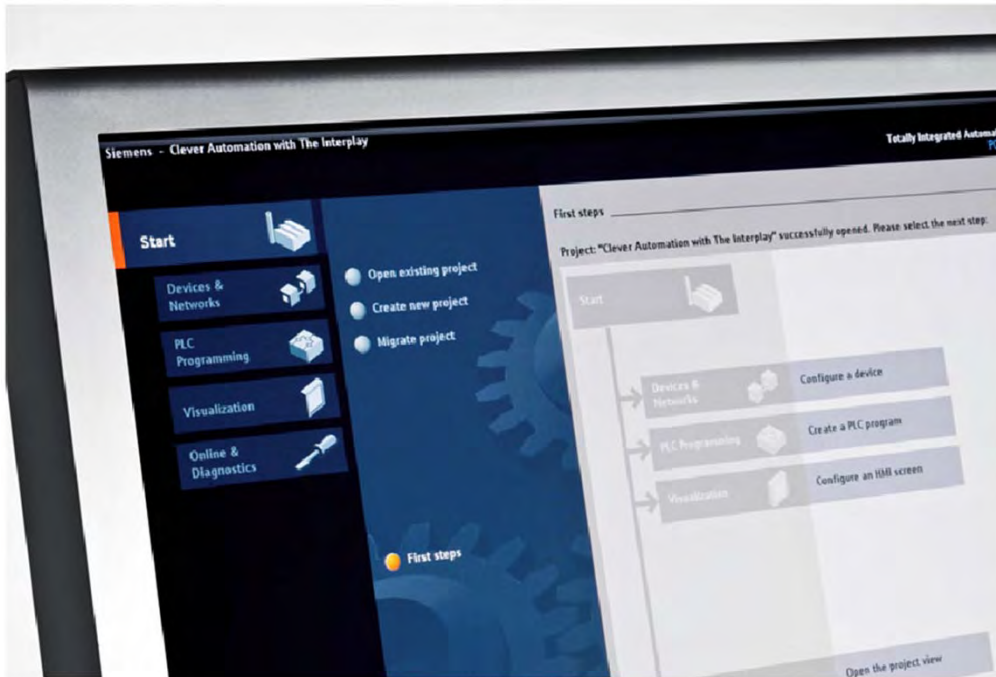 Siemens - Clever Automation with The Interplay
Totally Integrated
Start
Devices &
Networks
PLC
Programming
Visualization
Online &
Diagnostics
Open existing project
Create new project
Migrate project
First steps
First steps
Project: "Clever Automation with The Interplay" successfully opened. Please select the next step:
Start
Devices &
Networks
Configure a device
PLC Programming
Create a PLC program
Visualization
Configure an HMI screen
Open the project view